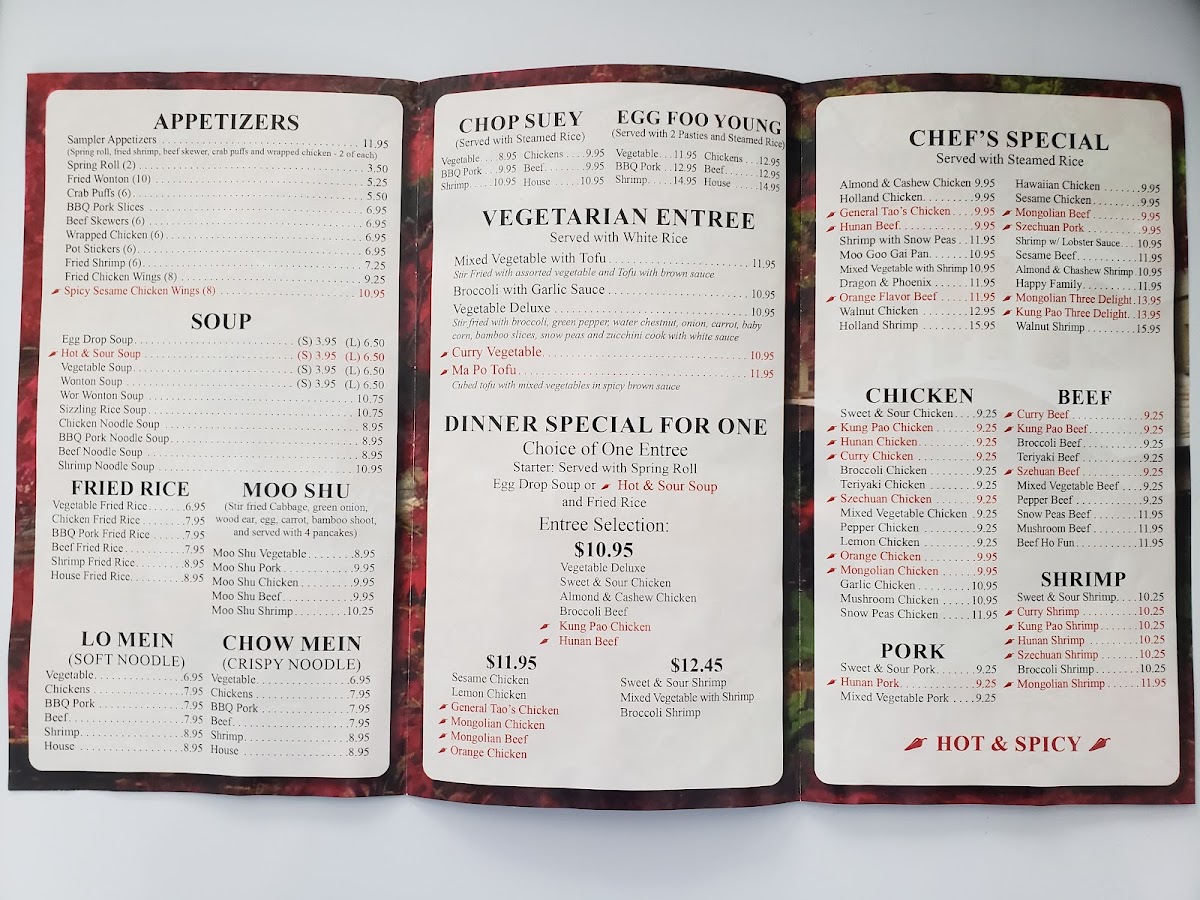 APPETIZERS
Sampler Appetizers 11.95
(Spring roll, fried shrimp, beef skewer, crab puffs and wrapped chicken - 2 of each)
Spring Roll (2) 3.50
Fried Wonton (10) 5.25
Crab Puffs (6) 5.50
BBQ Pork Slices 6.95
Beef Skewers (6) 6.95
Wrapped Chicken (6) 6.95
Pot Stickers (6) 6.95
Fried Shrimp (6) 7.25
Fried Chicken Wings (8) 9.25
Spicy Sesame Chicken Wings (8) 10.95
SOUP
Egg Drop Soup (S) 3.95 (L) 6.50
Hot & Sour Soup (S) 3.95 (L) 6.50
Vegetable Soup (S) 3.95 (L) 6.50
Wonton Soup (S) 3.95 (L) 6.50
Wor Wonton Soup 10.75
Sizzling Rice Soup 10.75
Chicken Noodle Soup 8.95
BBQ Pork Noodle Soup 8.95
Beef Noodle Soup 8.95
Shrimp Noodle Soup 10.95
FRIED RICE
Vegetable Fried Rice 6.95
Chicken Fried Rice 7.95
BBQ Pork Fried Rice 7.95
Beef Fried Rice 7.95
Shrimp Fried Rice 8.95
House Fried Rice 8.95
MOO SHU
(Stir fried Cabbage, green onion,
wood ear, egg, carrot, bamboo shoot,
and served with 4 pancakes)
Moo Shu Vegetable 8.95
Moo Shu Pork 9.95
Moo Shu Chicken 9.95
Moo Shu Beef 9.95
Moo Shu Shrimp 10.25
LO MEIN
(SOFT NOODLE)
Vegetable 6.95
Chickens 7.95
BBQ Pork 7.95
Beef 7.95
Shrimp 8.95
House 8.95
CHOW MEIN
(CRISPY NOODLE)
Vegetable 6.95
Chickens 7.95
BBQ Pork 7.95
Beef 7.95
Shrimp 8.95
House 8.95
CHOP SUEY
(Served with Steamed Rice)
Vegetable 8.95 Chickens 9.95
BBQ Pork 9.95 Beef 9.95
Shrimp 10.95 House 10.95
EGG FOO YOUNG
(Served with 2 Pasties and Steamed Rice)
Vegetable 11.95 Chickens 12.95
BBQ Pork 12.95 Beef 12.95
Shrimp 14.95 House 14.95
VEGETARIAN ENTREE
Served with White Rice
Mixed Vegetable with Tofu 11.95
Stir Fried with assorted vegetable and Tofu with brown sauce
Broccoli with Garlic Sauce 10.95
Vegetable Deluxe 10.95
Stir fried with broccoli, green pepper, water chestnut, onion, carrot, baby
corn, bamboo slices, snow peas and zucchini cook with white sauce
Curry Vegetable 10.95
Ma Po Tofu 11.95
Cubed tofu with mixed vegetables in spicy brown sauce
DINNER SPECIAL FOR ONE
Choice of One Entree
Starter: Served with Spring Roll
Egg Drop Soup or Hot & Sour Soup
and Fried Rice
Entree Selection:
$10.95
Vegetable Deluxe
Sweet & Sour Chicken
Almond & Cashew Chicken
Broccoli Beef
Kung Pao Chicken
Hunan Beef
$11.95
Sesame Chicken
Lemon Chicken
General Tao's Chicken
Mongolian Chicken
Mongolian Beef
Orange Chicken
$12.45
Sweet & Sour Shrimp
Mixed Vegetable with Shrimp
Broccoli Shrimp
CHEF'S SPECIAL
Served with Steamed Rice
Almond & Cashew Chicken 9.95
Holland Chicken 9.95
General Tao's Chicken 9.95
Hunan Beef 9.95
Shrimp with Snow Peas 11.95
Moo Goo Gai Pan 10.95
Mixed Vegetable with Shrimp 10.95
Dragon & Phoenix 11.95
Orange Flavor Beef 11.95
Walnut Chicken 12.95
Holland Shrimp 15.95
Hawaiian Chicken 9.95
Sesame Chicken 9.95
Mongolian Beef 9.95
Szechuan Pork 9.95
Shrimp w/ Lobster Sauce 10.95
Sesame Beef 11.95
Almond & Chashew Shrimp 10.95
Happy Family 11.95
Mongolian Three Delight 13.95
Kung Pao Three Delight 13.95
Walnut Shrimp 15.95
CHICKEN
Sweet & Sour Chicken 9.25
Kung Pao Chicken 9.25
Hunan Chicken 9.25
Curry Chicken 9.25
Broccoli Chicken 9.25
Teriyaki Chicken 9.25
Szechuan Chicken 9.25
Mixed Vegetable Chicken 9.25
Pepper Chicken 9.25
Lemon Chicken 9.25
Orange Chicken 9.95
Mongolian Chicken 9.95
Garlic Chicken 10.95
Mushroom Chicken 10.95
Snow Peas Chicken 11.95
PORK
Sweet & Sour Pork 9.25
Hunan Pork 9.25
Mixed Vegetable Pork 9.25
BEEF
Curry Beef 9.25
Kung Pao Beef 9.25
Broccoli Beef 9.25
Teriyaki Beef 9.25
Szehuan Beef 9.25
Mixed Vegetable Beef 9.25
Pepper Beef 9.25
Snow Peas Beef 11.95
Mushroom Beef 11.95
Beef Ho Fun 11.95
SHRIMP
Sweet & Sour Shrimp 10.25
Curry Shrimp 10.25
Kung Pao Shrimp 10.25
Hunan Shrimp 10.25
Szechuan Shrimp 10.25
Broccoli Shrimp 10.25
Mongolian Shrimp 11.95
HOT & SPICY